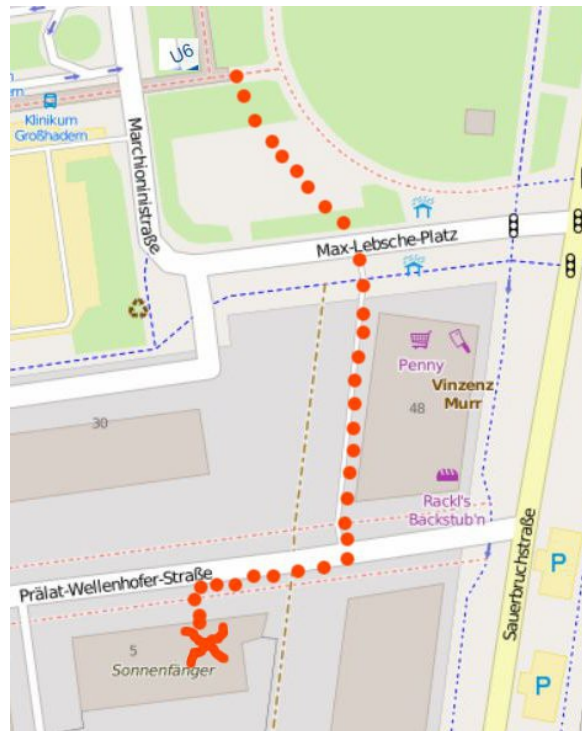 U6
Klinikum
Großhadern
Marchioninistraße
Max-Lebsche-Platz
Penny
Vinzenz
Murr
48
30
Rackl's
Backstub'n
Sauerbruchstraße
Prälat-Wellenhofer-Straße
P
5
Sonnenfänger
P